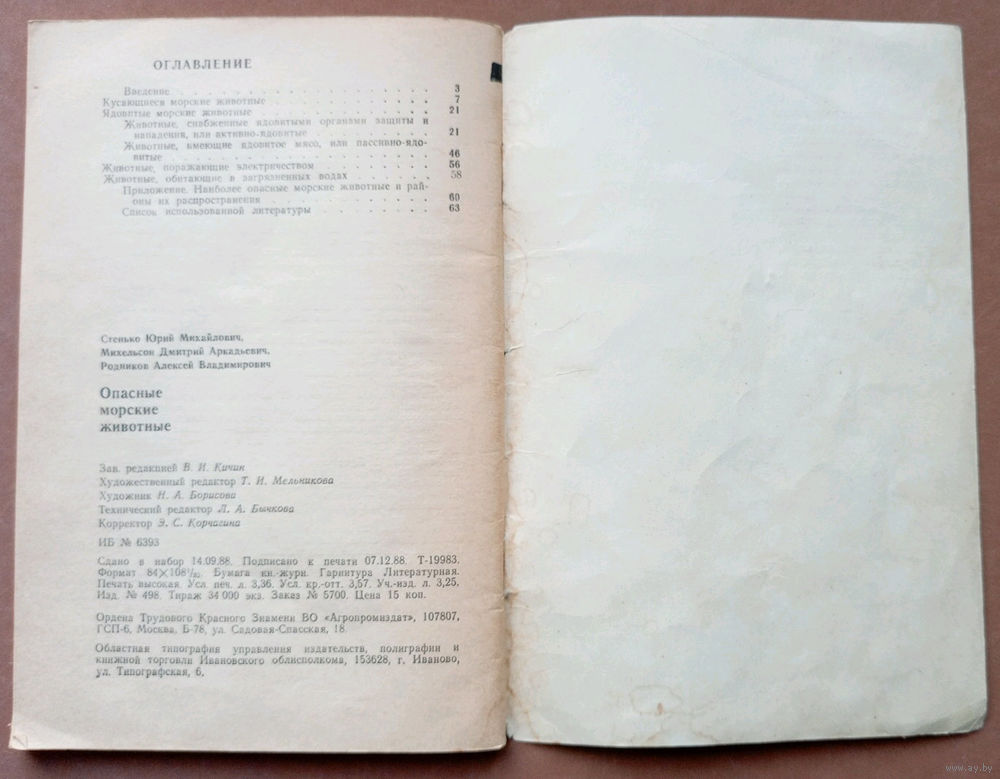 ОГЛАВЛЕНИЕ
Введение . . . . . . . . . . . . . . . . 3
Кусающиеся морские животные . . . . . . . . . . 7
Ядовитые морские животные . . . . . . . . . . . 21
Животные, снабженные ядовитыми органами защиты и
нападения, или активно-ядовитые . . . . . . . . 21
Животные, имеющие ядовитое мясо, или пассивно-ядо-
витые . . . . . . . . . . . . . . . . 46
Животные, поражающие электричеством . . . . . . . 56
Животные, обитающие в загрязненных водах . . . . . 58
Приложение. Наиболее опасные морские животные и рай-
оны их распространения . . . . . . . . . . 60
Список использованной литературы . . . . . . . . 63
Стенько Юрий Михайлович,
Михельсон Дмитрий Аркадьевич,
Родников Алексей Владимирович
Опасные
морские
животные
Зав. редакцией В. И. Кичин
Художественный редактор Т. И. Мельникова
Художник Н. А. Борисова
Технический редактор Л. А. Бычкова
Корректор Э. С. Корчагина
ИБ № 6393
Сдано в набор 14.09.88. Подписано к печати 07.12.88. Т-19983.
Формат 84×108¹/₃₂. Бумага кн.-журн. Гарнитура Литературная.
Печать высокая. Усл. печ. л. 3,36. Усл. кр.-отт. 3,57. Уч.-изд. л. 3,25.
Изд. № 498. Тираж 34 000 экз. Заказ № 5700. Цена 15 коп.
Ордена Трудового Красного Знамени ВО «Агропромиздат», 107807,
ГСП-6, Москва, Б-78, ул. Садовая-Спасская, 18.
Областная типография управления издательств, полиграфии и
книжной торговли Ивановского облисполкома, 153628, г. Иваново,
ул. Типографская, 6.
www.ay.by